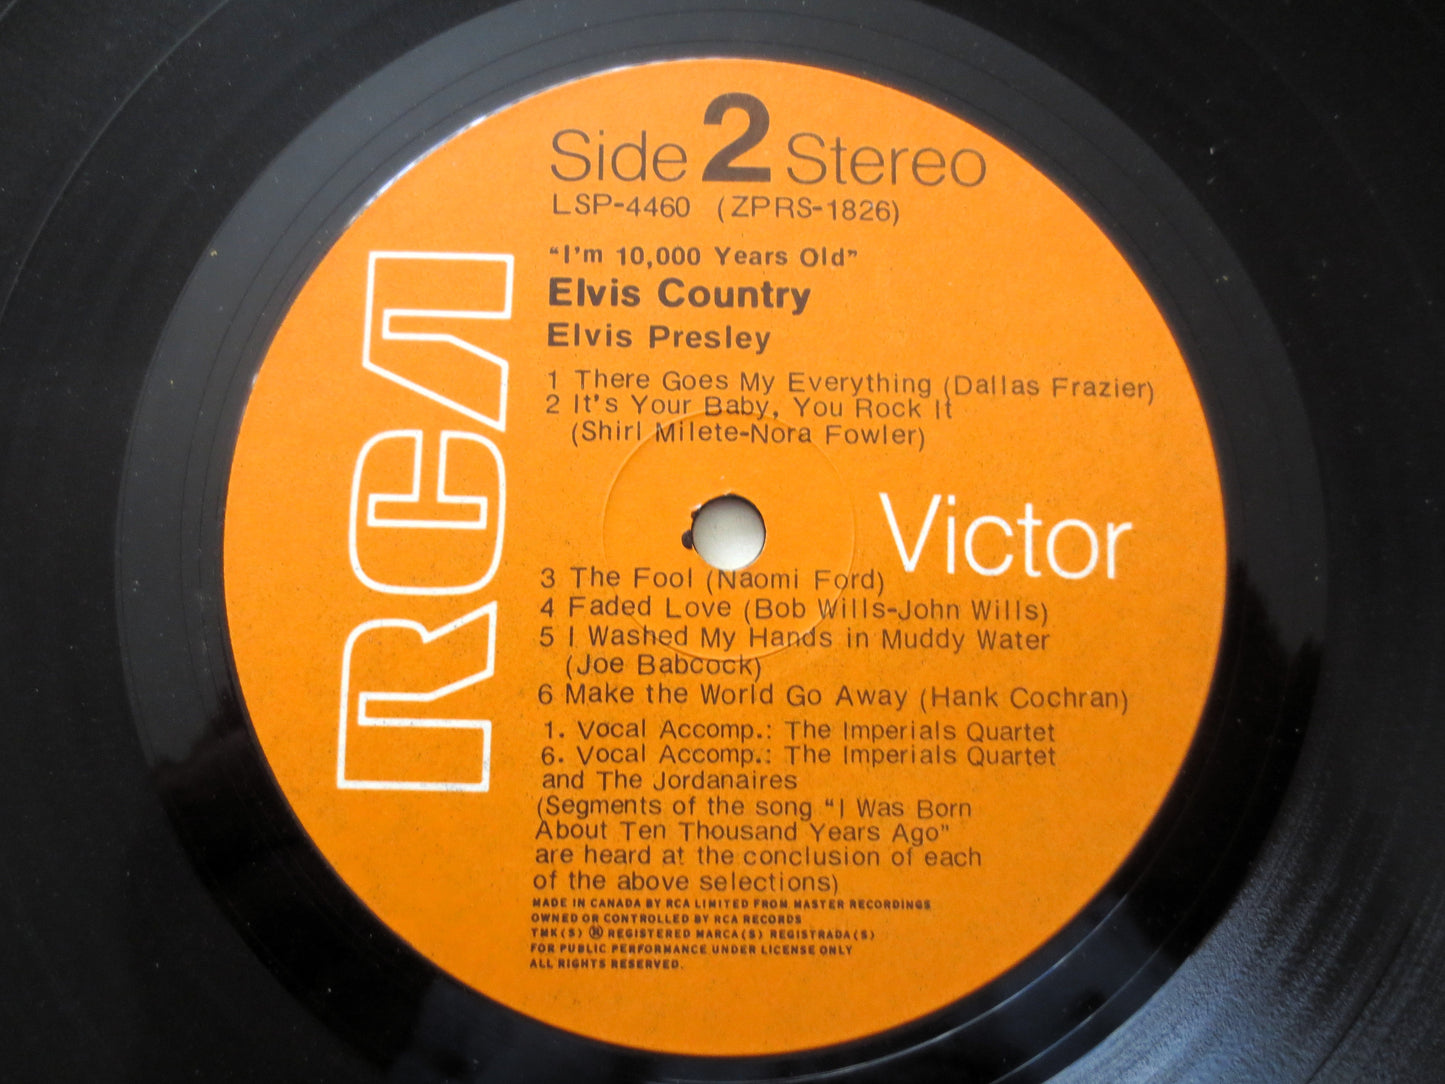 Side 2 Stereo
LSP-4460 (ZPRS-1826)
"I'm 10,000 Years Old"
Elvis Country
Elvis Presley
1 There Goes My Everything (Dallas Frazier)
2 It's Your Baby, You Rock It
(Shirl Milete-Nora Fowler)
RCA
Victor
3 The Fool (Naomi Ford)
4 Faded Love (Bob Wills-John Wills)
5 I Washed My Hands in Muddy Water
(Joe Babcock)
6 Make the World Go Away (Hank Cochran)
1. Vocal Accomp.: The Imperials Quartet
6. Vocal Accomp.: The Imperials Quartet
and The Jordanaires
(Segments of the song "I Was Born
About Ten Thousand Years Ago"
are heard at the conclusion of each
of the above selections)
MADE IN CANADA BY RCA LIMITED FROM MASTER RECORDINGS
OWNED OR CONTROLLED BY RCA RECORDS
TMK(S) ® REGISTERED MARCA(S) REGISTRADA(S)
FOR PUBLIC PERFORMANCE UNDER LICENSE ONLY
ALL RIGHTS RESERVED.